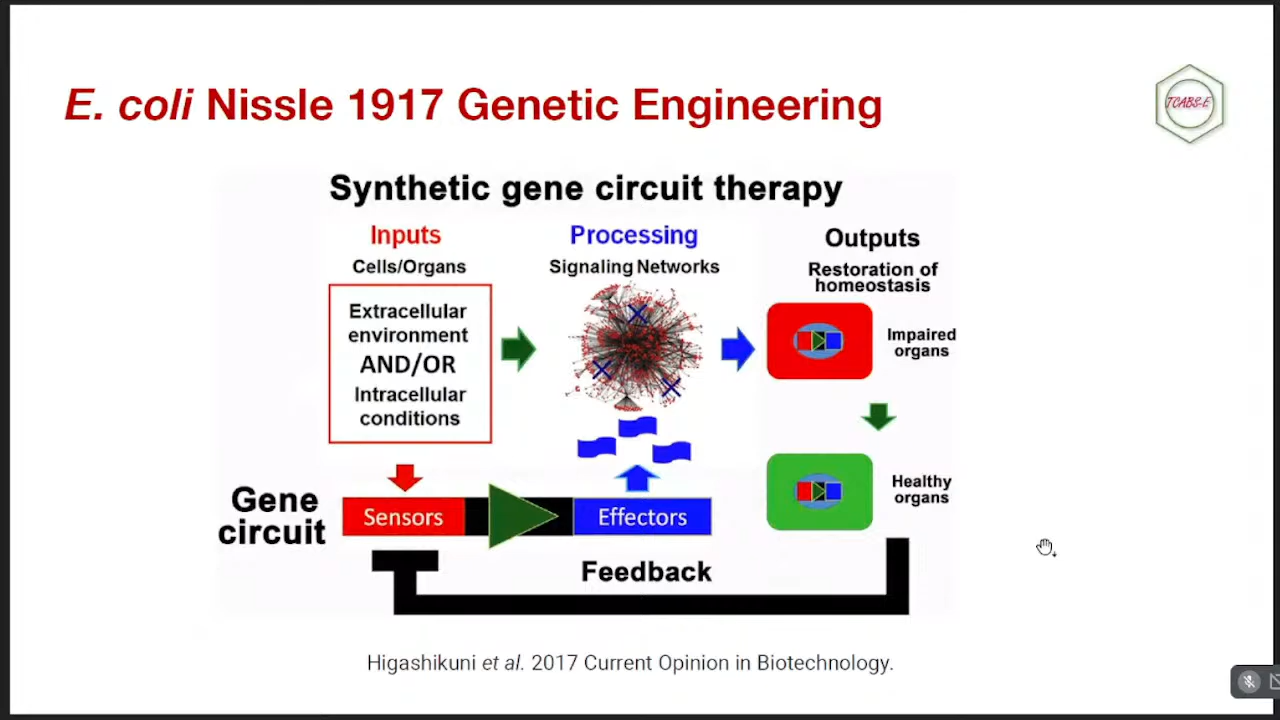 E. coli Nissle 1917 Genetic Engineering
TCABS-E
Synthetic gene circuit therapy
Inputs
Cells/Organs
Extracellular
environment
AND/OR
Intracellular
conditions
Processing
Signaling Networks
Outputs
Restoration of
homeostasis
Impaired
organs
Healthy
organs
Gene
circuit
Sensors
Effectors
Feedback
Higashikuni et al. 2017 Current Opinion in Biotechnology.